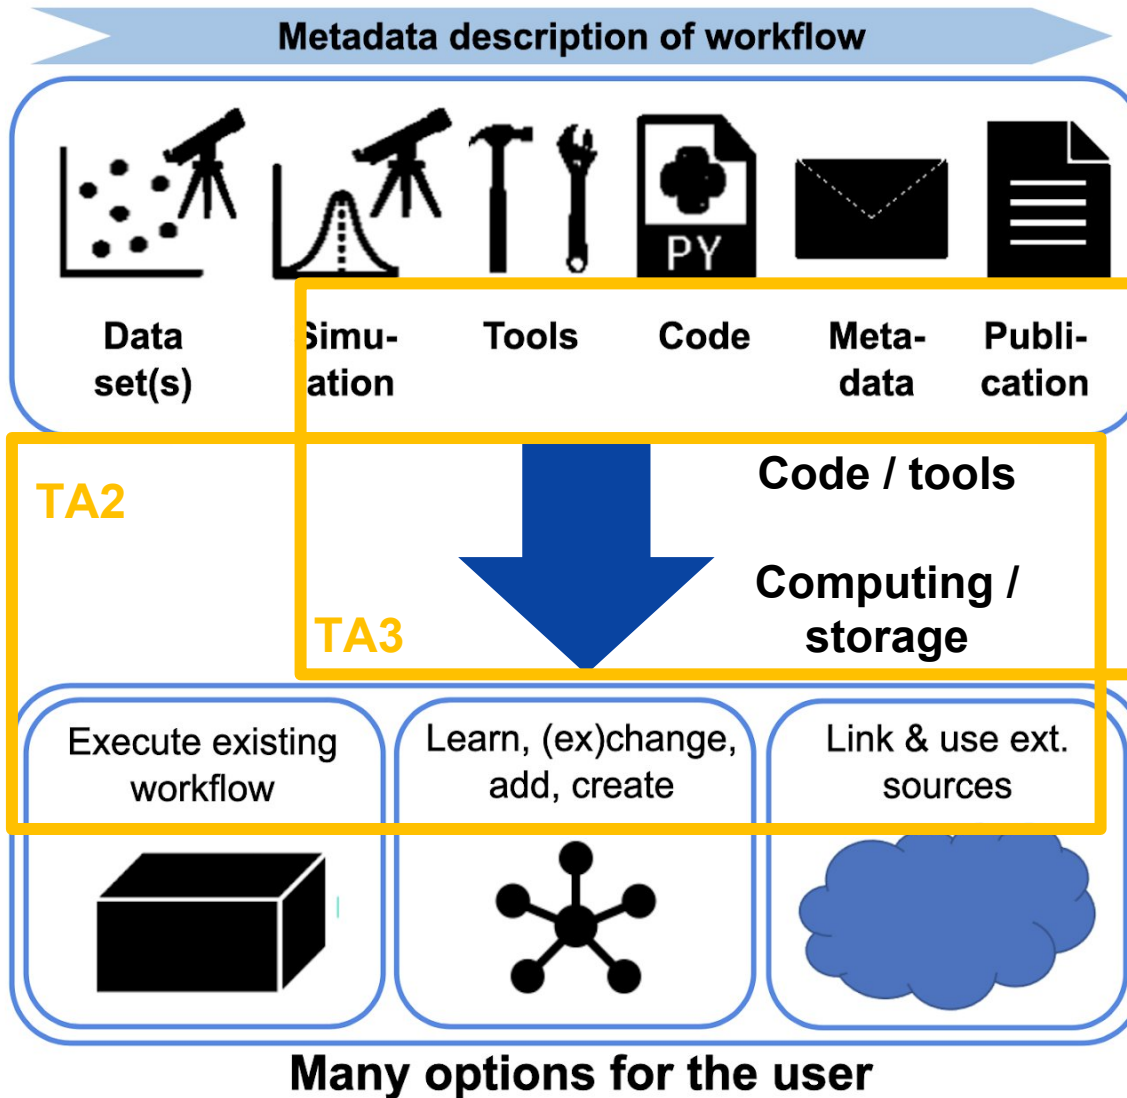 Metadata description of workflow
PY
Data
set(s)
Simu-
lation
Tools
Code
Meta-
data
Publi-
cation
TA2
Code / tools
Computing /
storage
TA3
Execute existing
workflow
Learn, (ex)change,
add, create
Link & use ext.
sources
Many options for the user